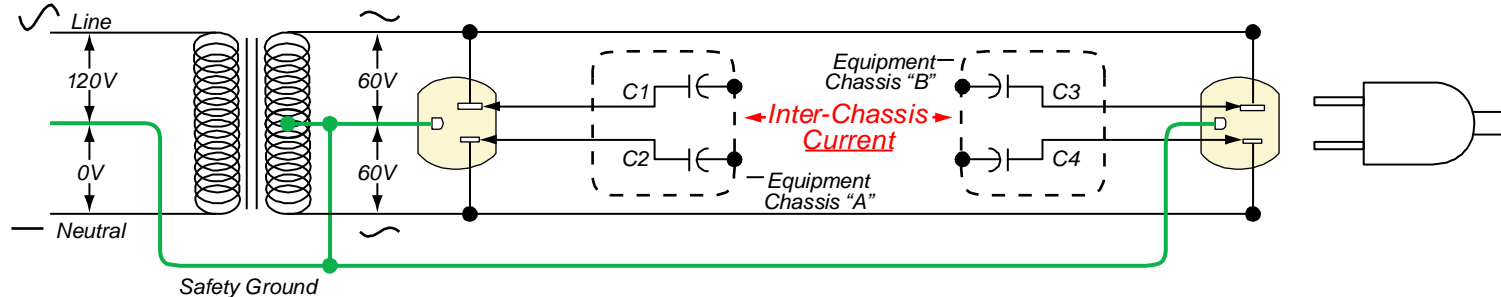 Line
120V
0V
Neutral
Safety Ground
60V
60V
C1
C2
Equipment
Chassis “A”
Inter-Chassis
Current
Equipment
Chassis “B”
C3
C4